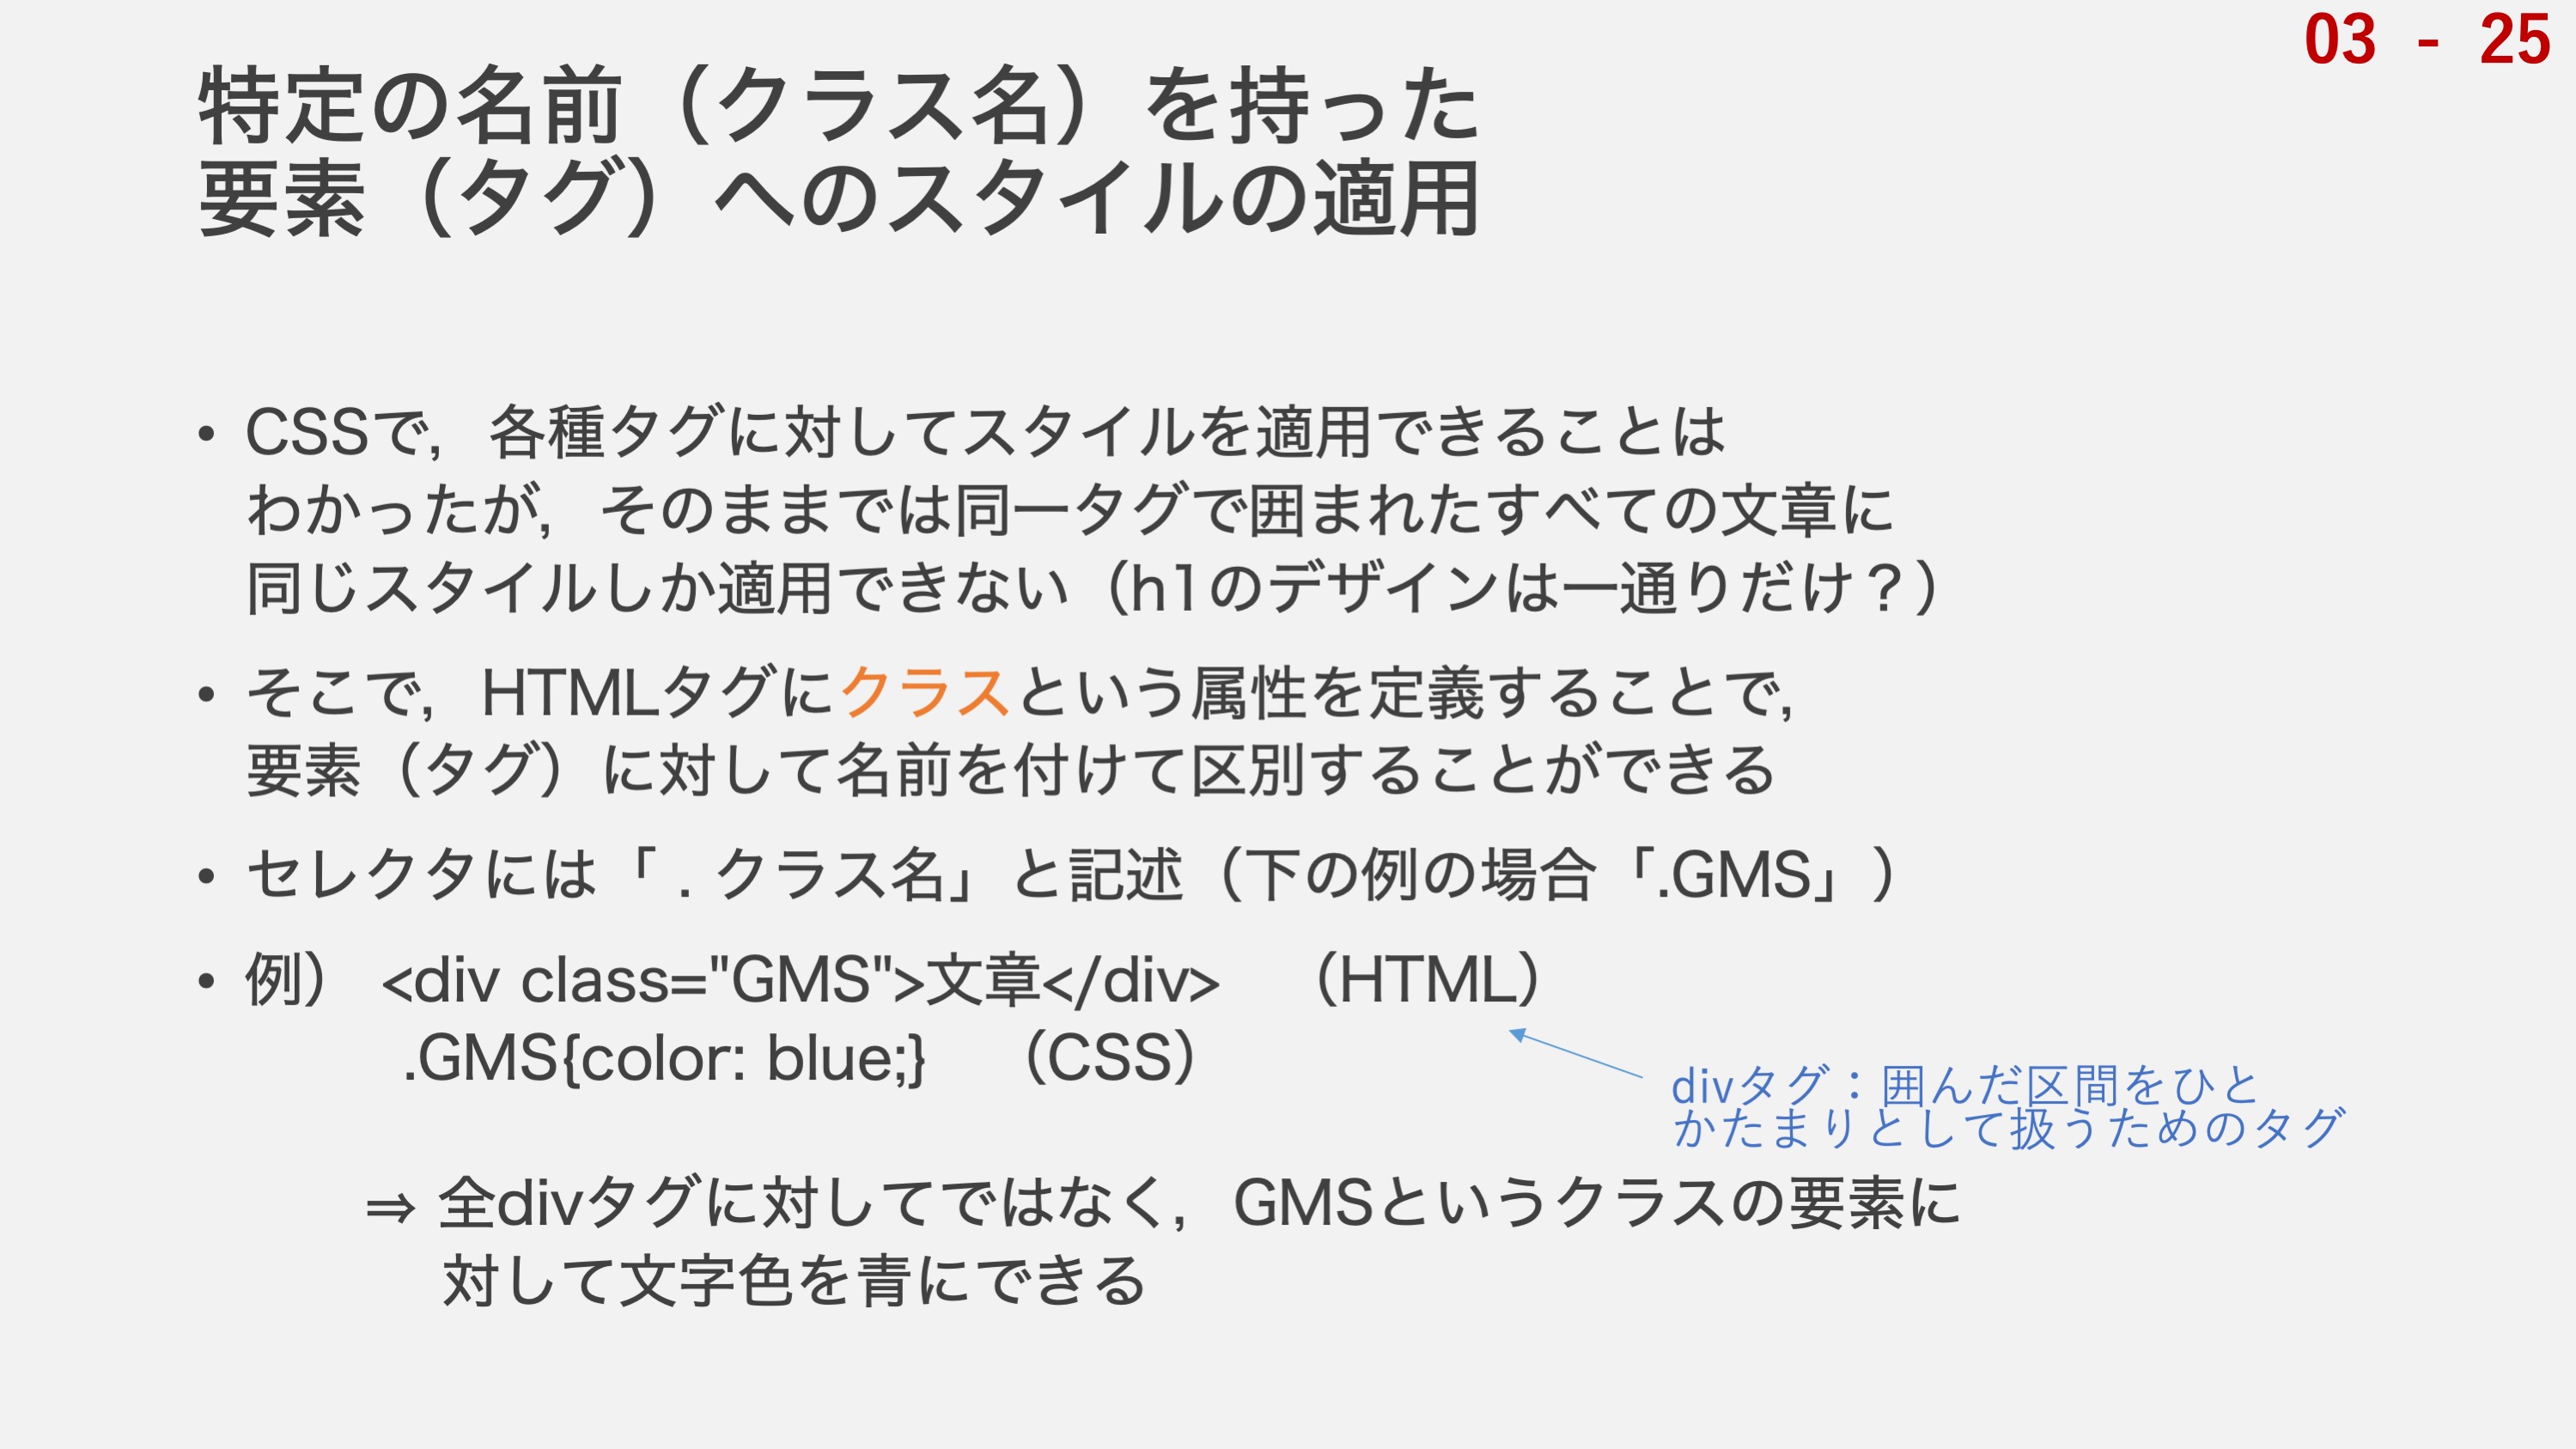 03 - 25
特定の名前（クラス名）を持った
要素（タグ）へのスタイルの適用
• CSSで，各種タグに対してスタイルを適用できることは
わかったが，そのままでは同一タグで囲まれたすべての文章に
同じスタイルしか適用できない（h1のデザインは一通りだけ？）
• そこで，HTMLタグにクラスという属性を定義することで，
要素（タグ）に対して名前を付けて区別することができる
• セレクタには「 . クラス名」と記述（下の例の場合「.GMS」）
• 例） <div class="GMS">文章</div> （HTML）
.GMS{color: blue;} （CSS）
divタグ：囲んだ区間をひと
かたまりとして扱うためのタグ
⇒ 全divタグに対してではなく，GMSというクラスの要素に
対して文字色を青にできる